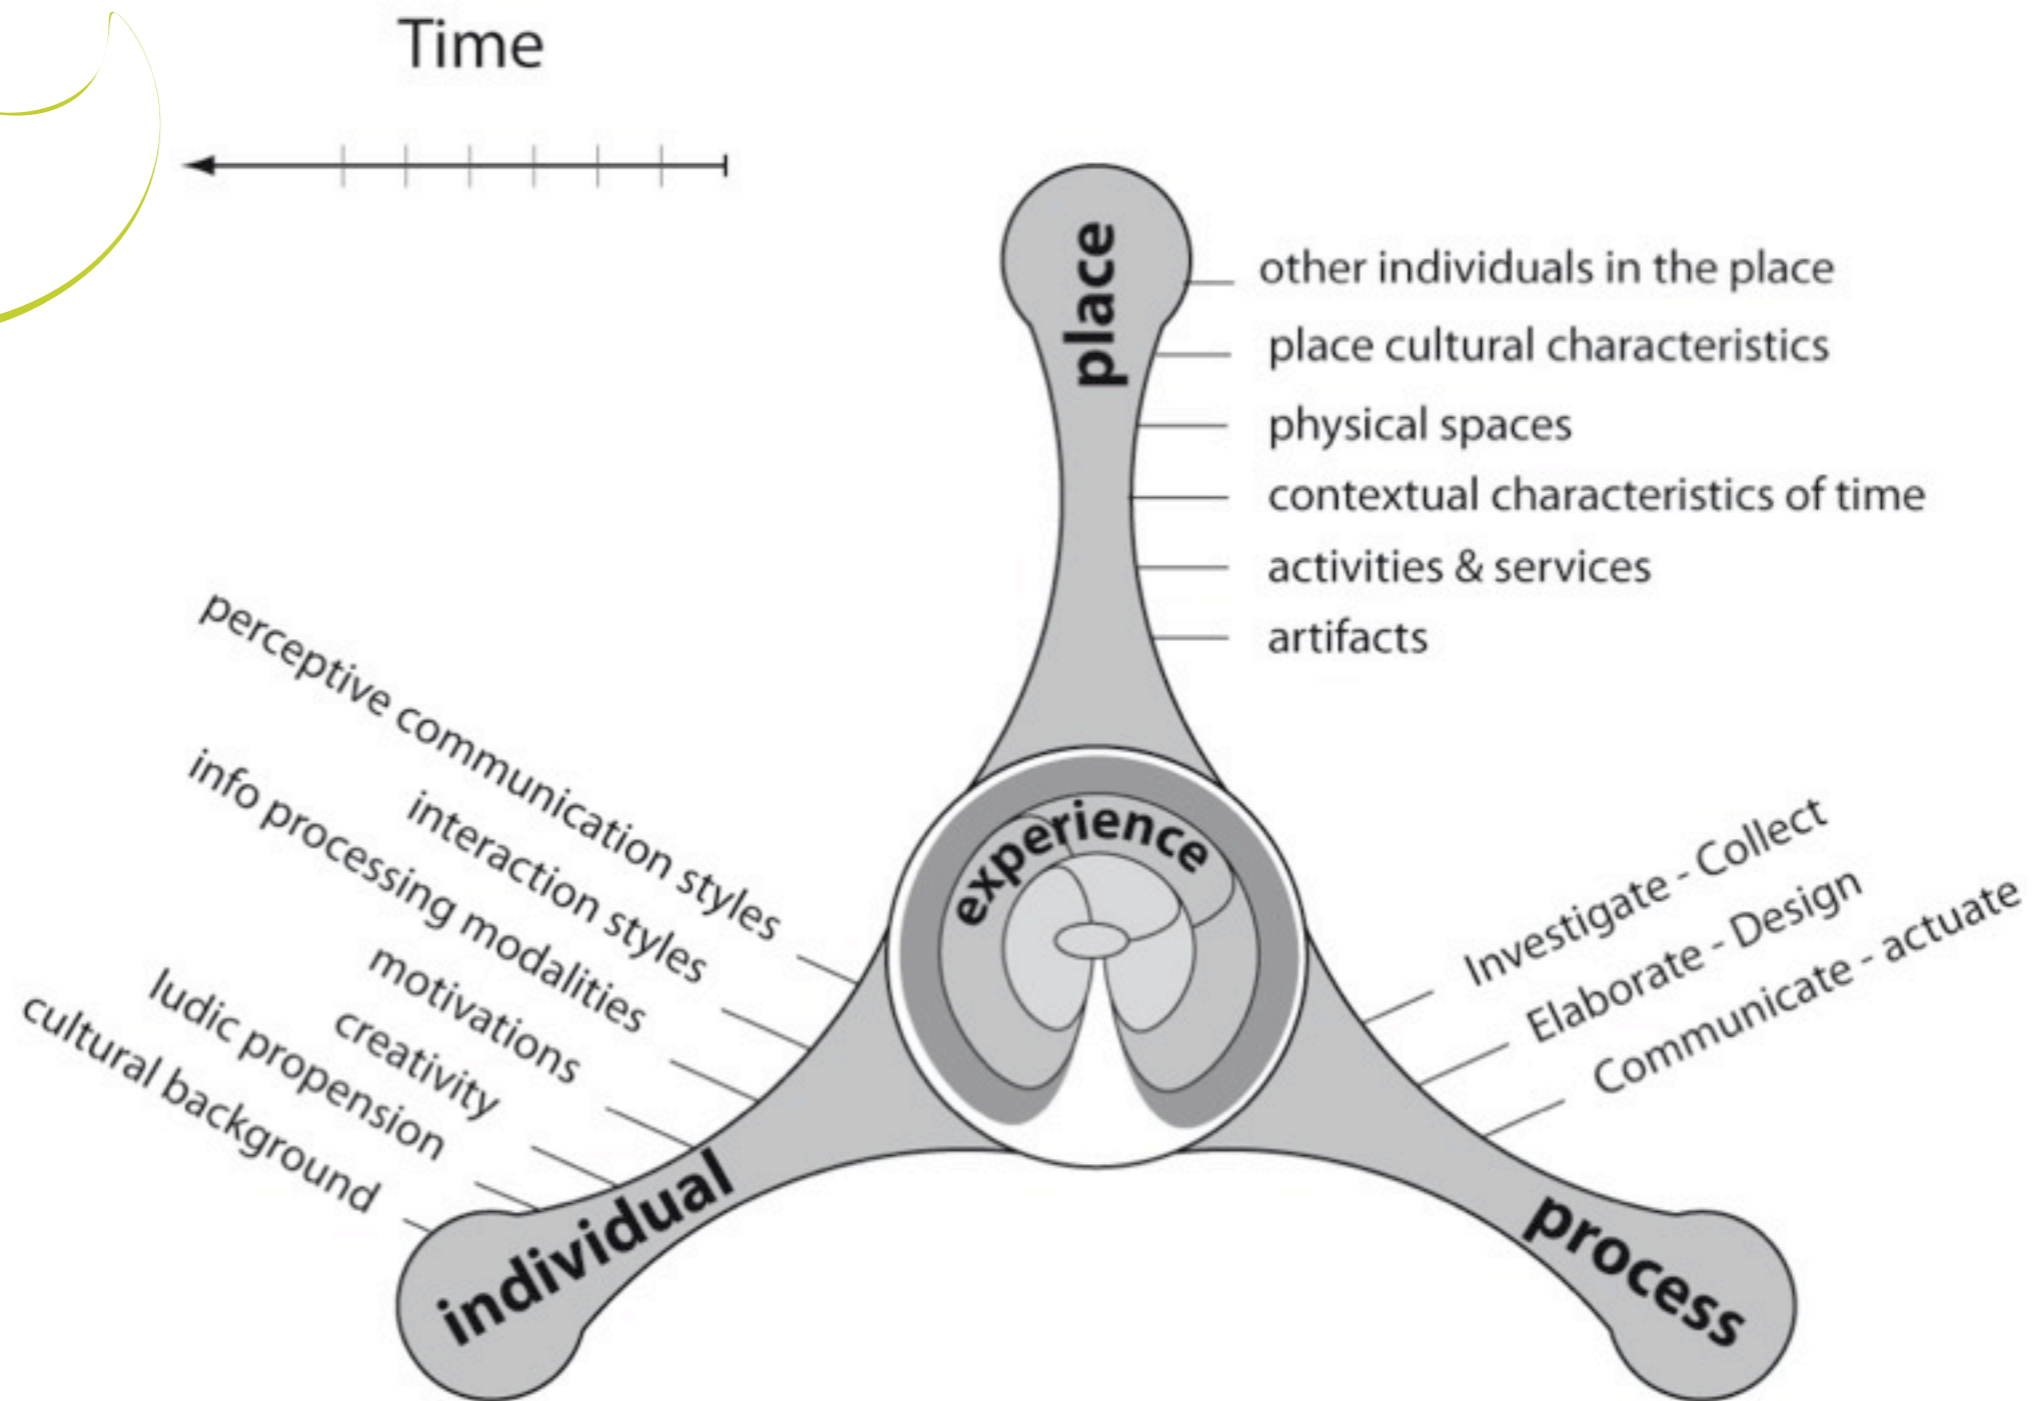 Time
place
other individuals in the place
place cultural characteristics
physical spaces
contextual characteristics of time
activities & services
artifacts
experience
perceptive communication styles
interaction styles
info processing modalities
motivations
creativity
ludic propension
cultural background
individual
Investigate - Collect
Elaborate - Design
Communicate - actuate
process